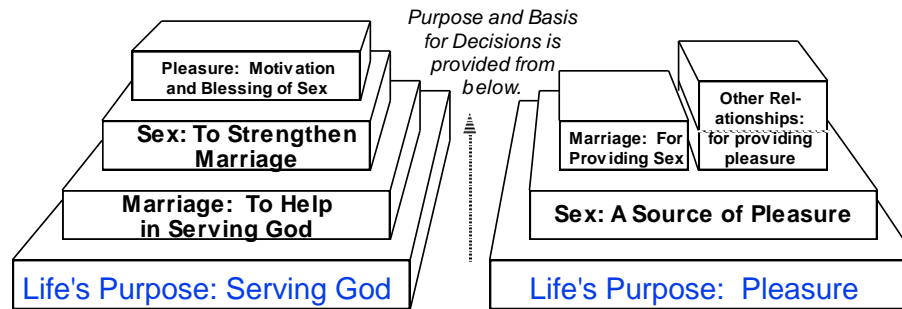 Purpose and Basis
for Decisions is
provided from
below.
Pleasure: Motivation
and Blessing of Sex
Sex: To Strengthen
Marriage
Marriage: To Help
in Serving God
Life's Purpose: Serving God
Other Rel-
ationships:
for providing
pleasure
Marriage: For
Providing Sex
Sex: A Source of Pleasure
Life's Purpose: Pleasure